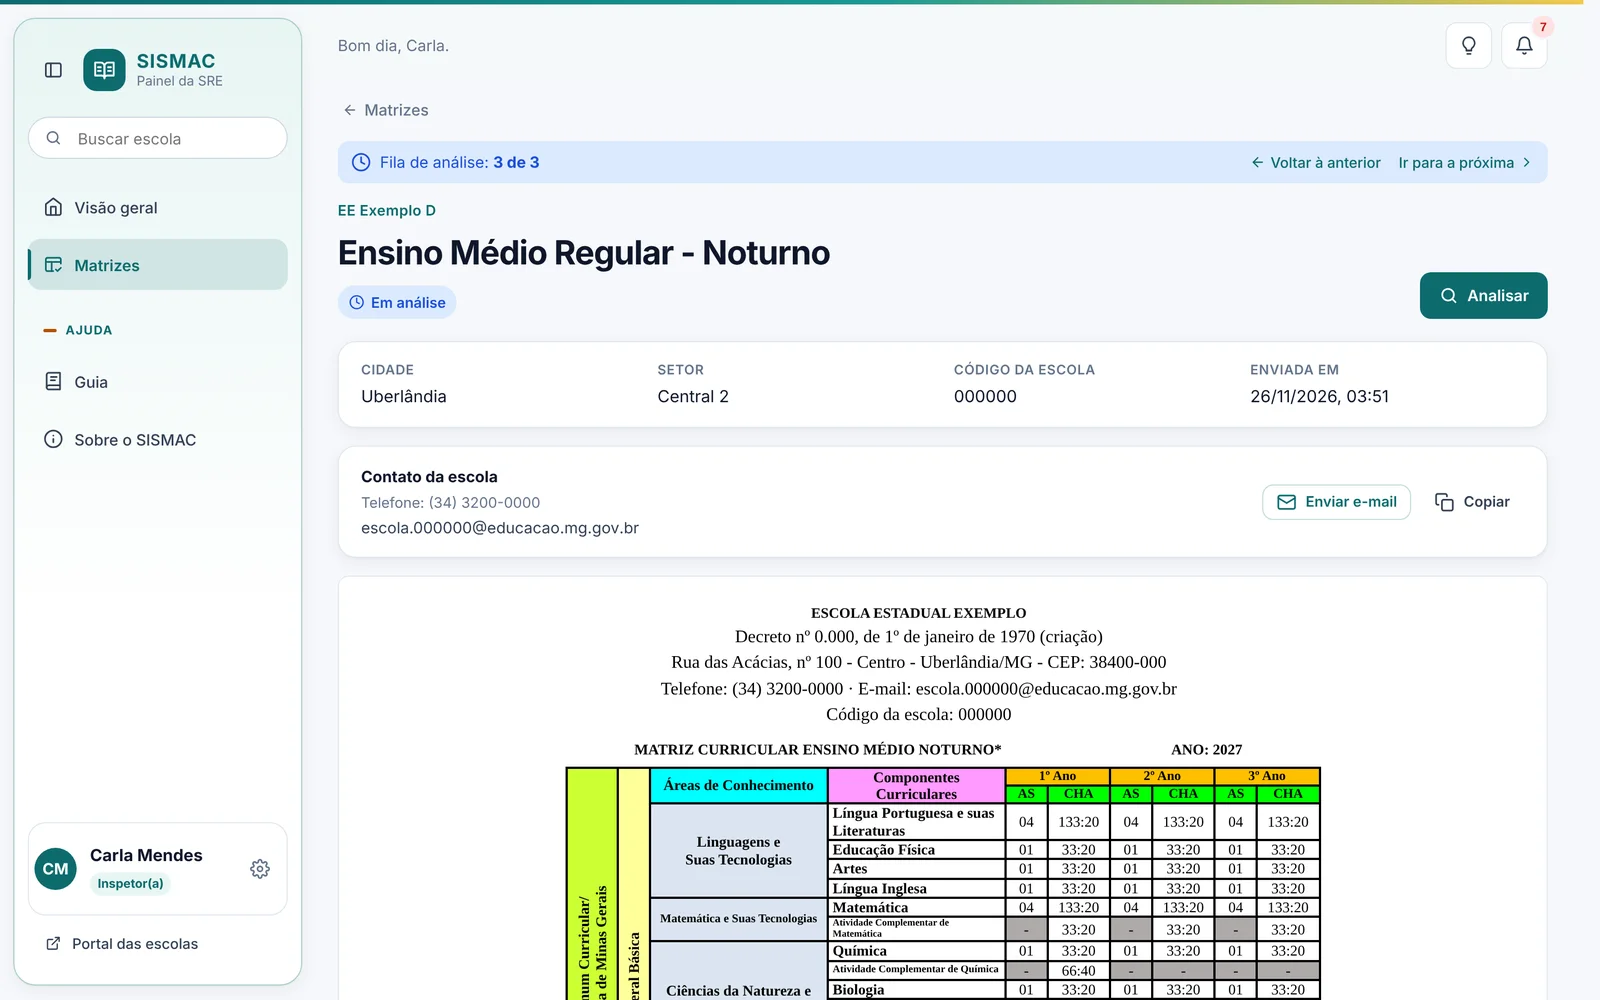 SISMAC
Painel da SRE
Buscar escola
Visão geral
Matrizes
AJUDA
Guia
Sobre o SISMAC
CM
Carla Mendes
Inspetor(a)
Portal das escolas
Bom dia, Carla.
7
Matrizes
Fila de análise: 3 de 3
Voltar à anterior
Ir para a próxima
EE Exemplo D
Ensino Médio Regular - Noturno
Em análise
Analisar
CIDADE
Uberlândia
SETOR
Central 2
CÓDIGO DA ESCOLA
000000
ENVIADA EM
26/11/2026, 03:51
Contato da escola
Telefone: (34) 3200-0000
escola.000000@educacao.mg.gov.br
Enviar e-mail
Copiar
ESCOLA ESTADUAL EXEMPLO
Decreto nº 0.000, de 1º de janeiro de 1970 (criação)
Rua das Acácias, nº 100 - Centro - Uberlândia/MG - CEP: 38400-000
Telefone: (34) 3200-0000 · E-mail: escola.000000@educacao.mg.gov.br
Código da escola: 000000
MATRIZ CURRICULAR ENSINO MÉDIO NOTURNO* ANO: 2027
Áreas de Conhecimento
Componentes
Curriculares
1º Ano 2º Ano 3º Ano
AS CHA AS CHA AS CHA
Linguagens e
Suas Tecnologias
Língua Portuguesa e suas
Literaturas
04 133:20 04 133:20 04 133:20
Educação Física 01 33:20 01 33:20 01 33:20
Artes 01 33:20 01 33:20 01 33:20
Língua Inglesa 01 33:20 01 33:20 01 33:20
Matemática e Suas Tecnologias
Matemática 04 133:20 04 133:20 04 133:20
Atividade Complementar de
Matemática
- 33:20 - 33:20 - 33:20
Ciências da Natureza e
Química 01 33:20 01 33:20 01 33:20
Atividade Complementar de Química - 66:40 - - - -
Biologia 01 33:20 01 33:20 01 33:20
Curricular/
de Minas Gerais
Básica